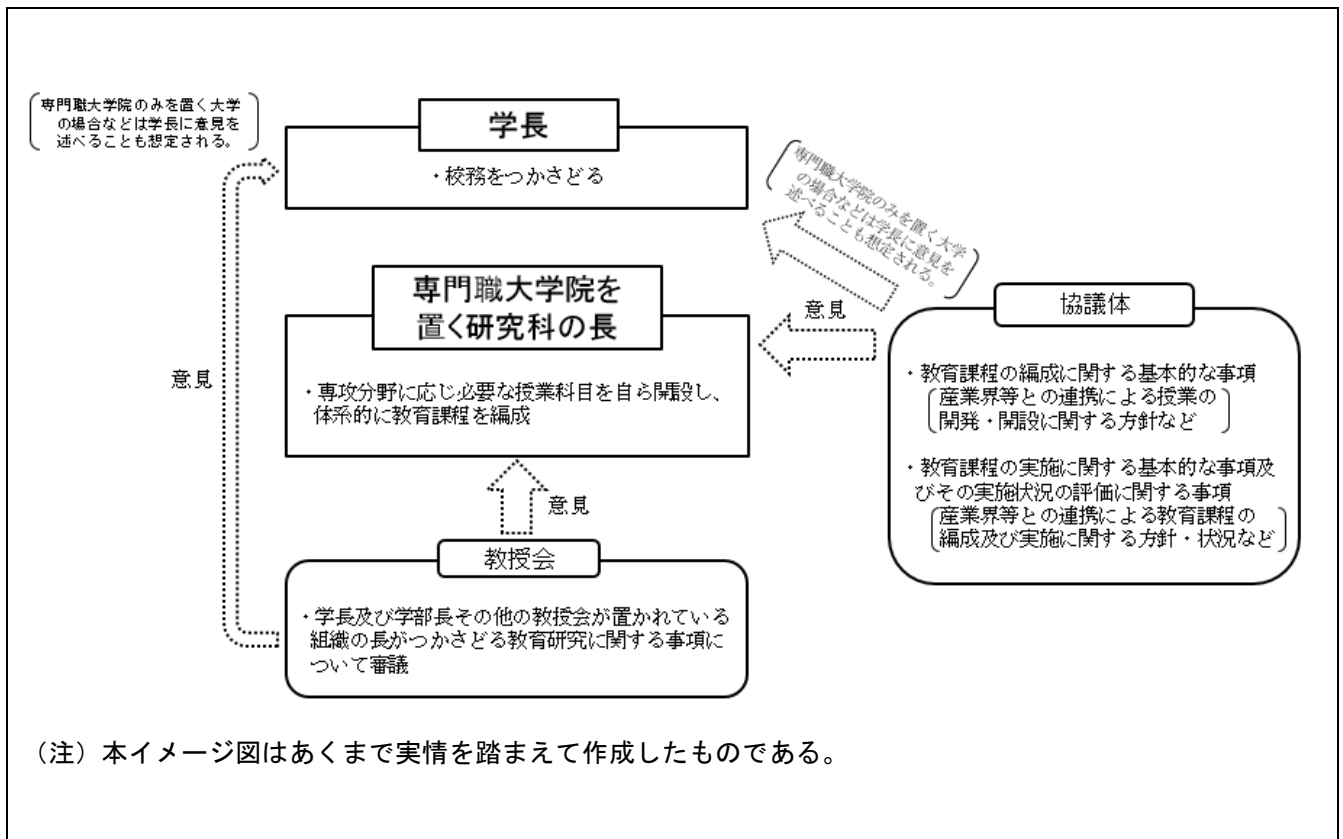 専門職大学院のみを置く大学
の場合などは学長に意見を
述べることも想定される。
学長
・校務をつかさどる
専門職大学院のみを置く大学
の場合などは学長に意見を
述べることも想定される。
専門職大学院を
置く研究科の長
・専攻分野に応じ必要な授業科目を自ら開設し、
体系的に教育課程を編成
意見
協議体
・教育課程の編成に関する基本的な事項
産業界等との連携による授業の
開発・開設に関する方針など
・教育課程の実施に関する基本的な事項及
びその実施状況の評価に関する事項
産業界等との連携による教育課程の
編成及び実施に関する方針・状況など
意見
意見
教授会
・学長及び学部長その他の教授会が置かれている
組織の長がつかさどる教育研究に関する事項に
ついて審議
（注）本イメージ図はあくまで実情を踏まえて作成したものである。